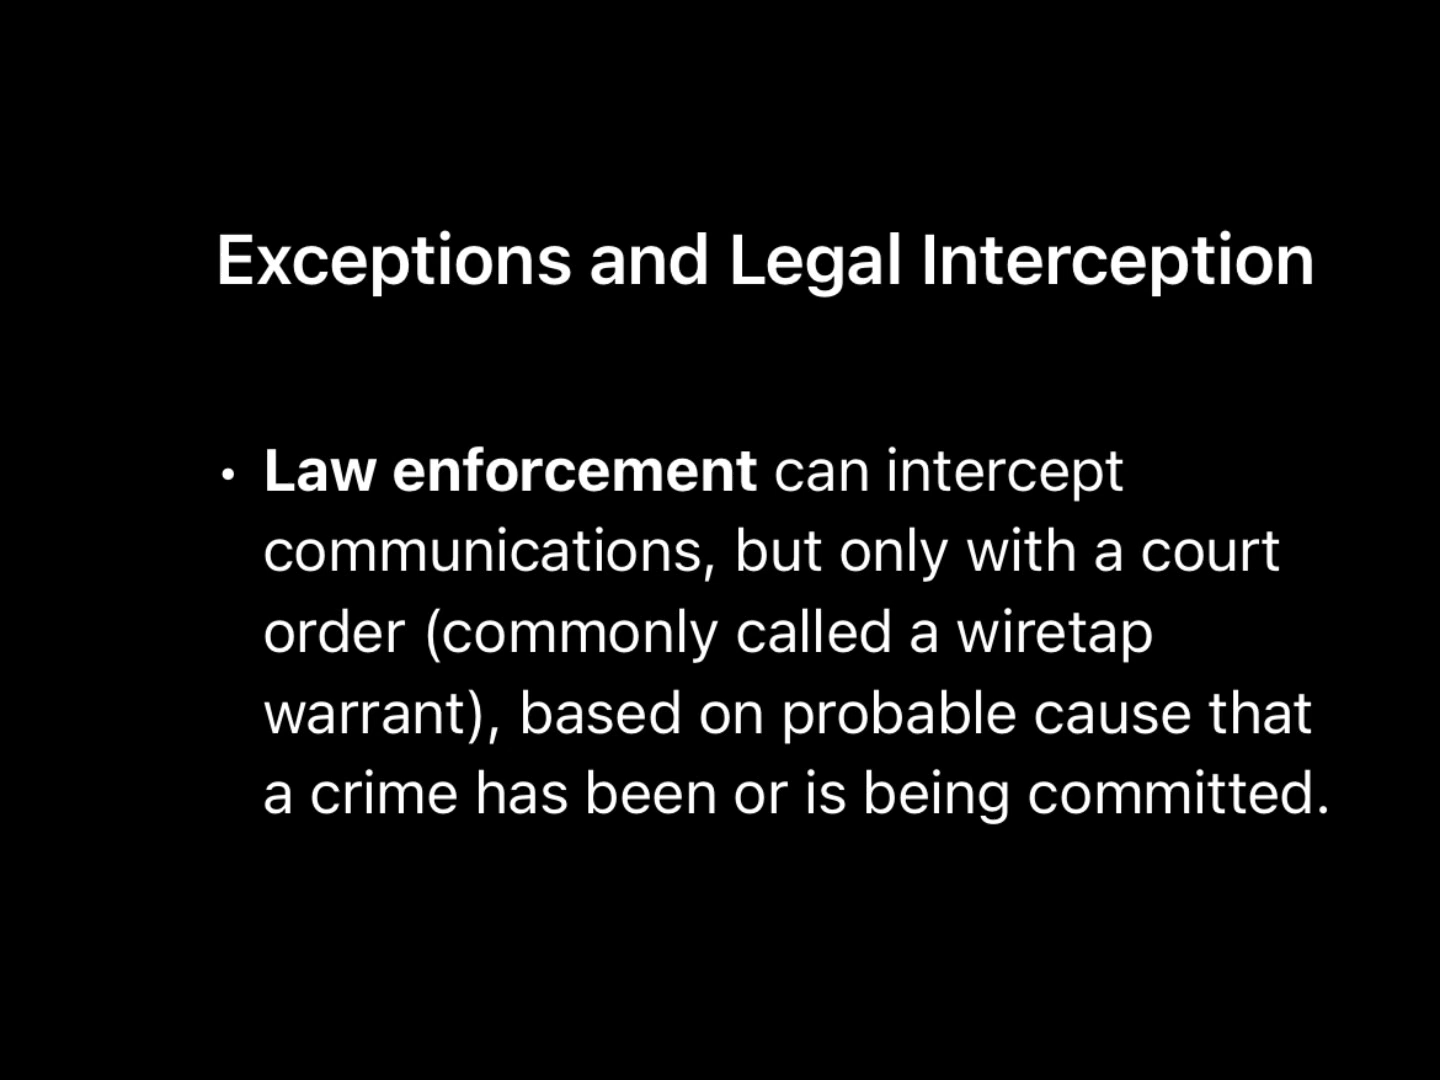 Exceptions and Legal Interception
• Law enforcement can intercept
communications, but only with a court
order (commonly called a wiretap
warrant), based on probable cause that
a crime has been or is being committed.